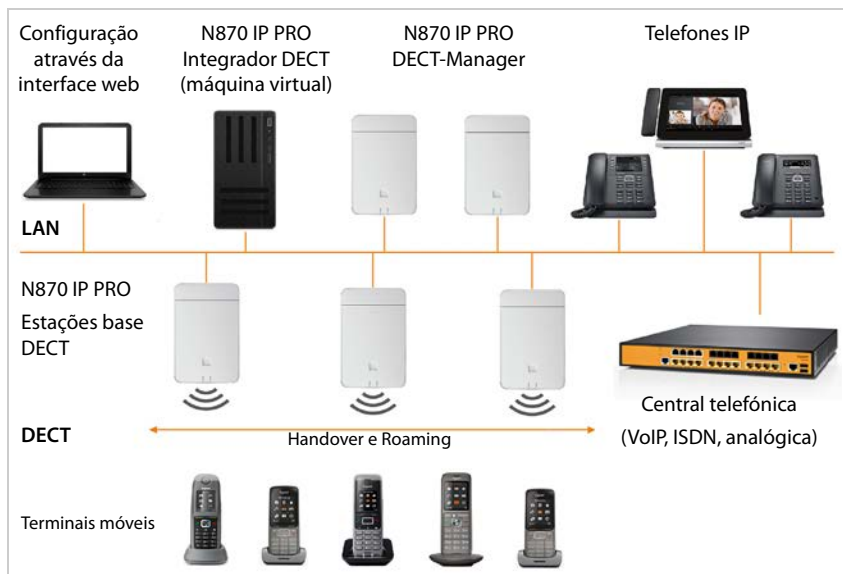 Configuração
através da
interface web
N870 IP PRO
Integrador DECT
(máquina virtual)
N870 IP PRO
DECT-Manager
Telefones IP
LAN
N870 IP PRO
Estações base
DECT
Central telefónica
(VoIP, ISDN, analógica)
DECT
Handover e Roaming
Terminais móveis